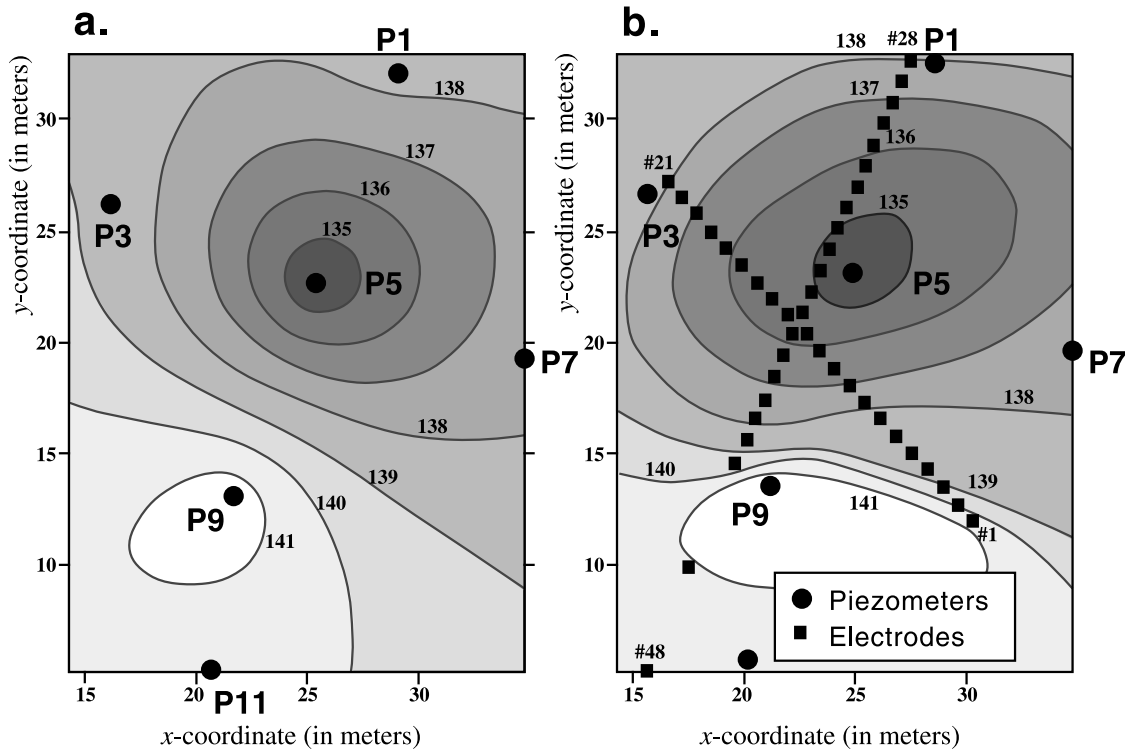 a.
P1
138
137
136
135
P3
P5
P7
138
139
140
P9
141
P11
30
25
20
15
10
15
20
25
30
y-coordinate (in meters)
x-coordinate (in meters)
b.
138
#28
P1
137
136
#21
135
P3
P5
P7
138
140
139
P9
141
#1
Piezometers
Electrodes
#48
30
25
20
15
10
15
20
25
30
y-coordinate (in meters)
x-coordinate (in meters)